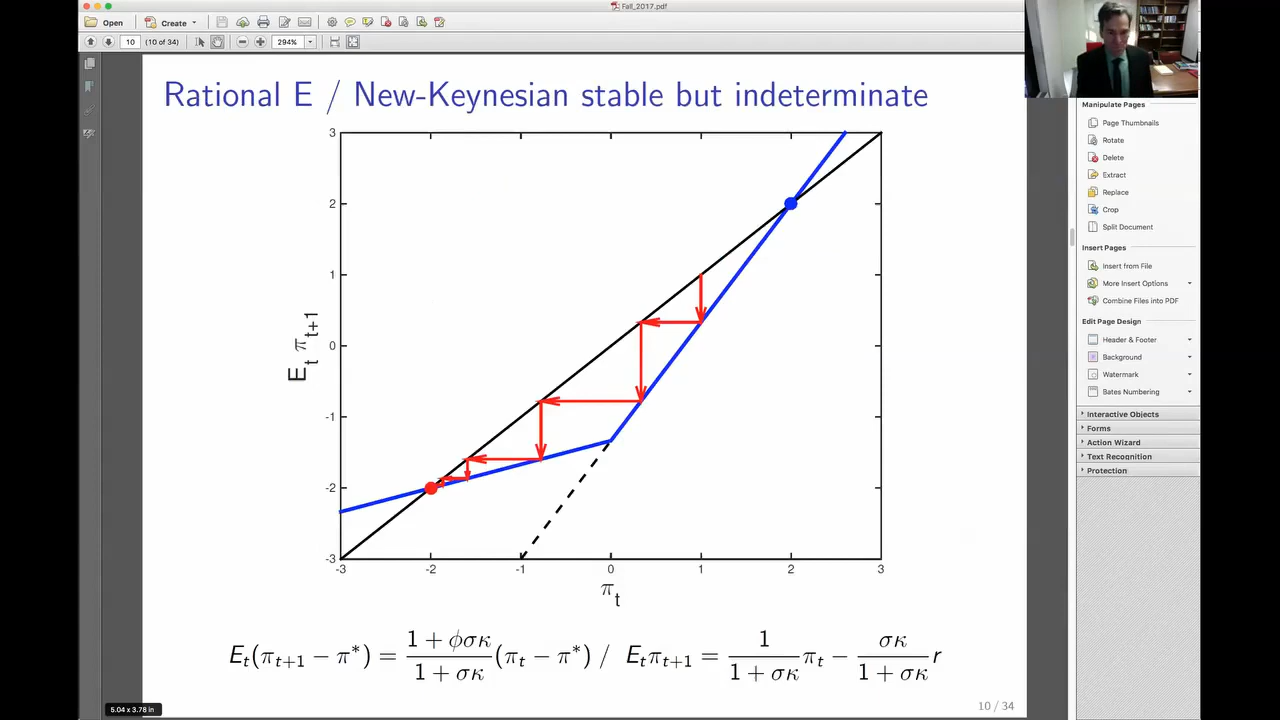 Fall_2017.pdf
Open
Create
10
(10 of 34)
294%
Rational E / New-Keynesian stable but indeterminate
3
2
1
0
-1
-2
-3
-3
-2
-1
0
1
2
3
E_t π_{t+1}
π_t
E_t(π_{t+1} − π*) = \frac{1 + ϕσκ}{1 + σκ}(π_t − π*) / E_tπ_{t+1} = \frac{1}{1 + σκ}π_t − \frac{σκ}{1 + σκ}r
10 / 34
5.04 x 3.78 in
Manipulate Pages
Page Thumbnails
Rotate
Delete
Extract
Replace
Crop
Split Document
Insert Pages
Insert from File
More Insert Options
Combine Files into PDF
Edit Page Design
Header & Footer
Background
Watermark
Bates Numbering
Interactive Objects
Forms
Action Wizard
Text Recognition
Protection